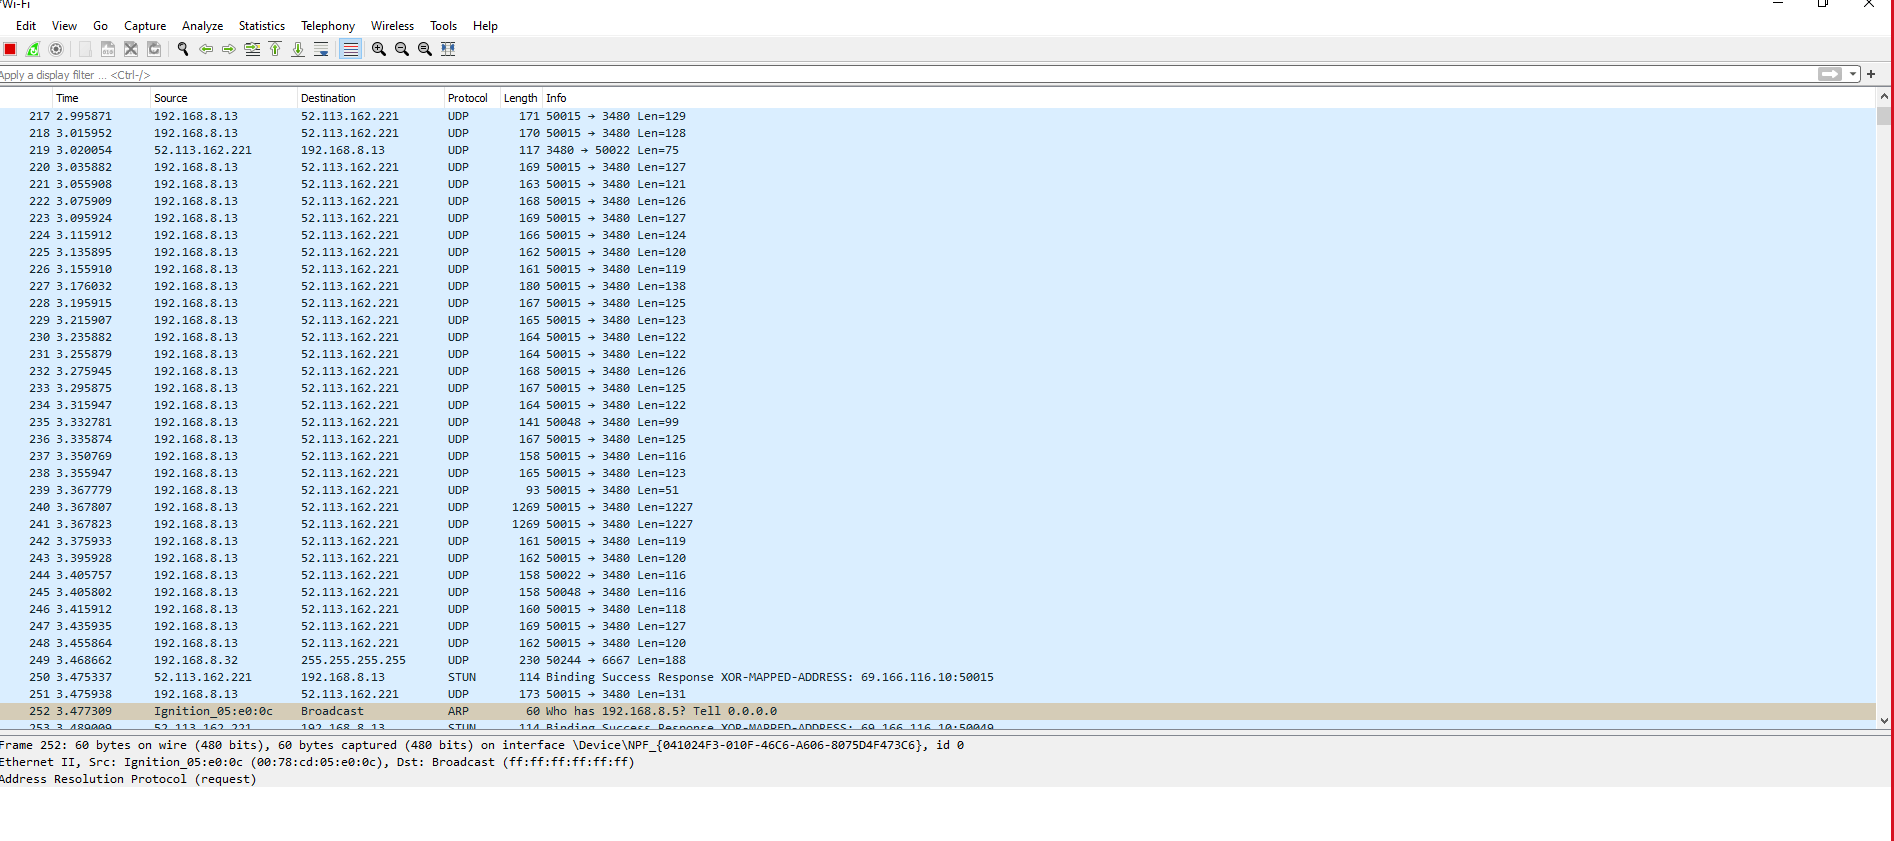 Wi-Fi
Edit View Go Capture Analyze Statistics Telephony Wireless Tools Help
Apply a display filter ... <Ctrl-/>
Time Source Destination Protocol Length Info
217 2.995871 192.168.8.13 52.113.162.221 UDP 171 50015 → 3480 Len=129
218 3.015952 192.168.8.13 52.113.162.221 UDP 170 50015 → 3480 Len=128
219 3.020054 52.113.162.221 192.168.8.13 UDP 117 3480 → 50022 Len=75
220 3.035882 192.168.8.13 52.113.162.221 UDP 169 50015 → 3480 Len=127
221 3.055908 192.168.8.13 52.113.162.221 UDP 163 50015 → 3480 Len=121
222 3.075909 192.168.8.13 52.113.162.221 UDP 168 50015 → 3480 Len=126
223 3.095924 192.168.8.13 52.113.162.221 UDP 169 50015 → 3480 Len=127
224 3.115912 192.168.8.13 52.113.162.221 UDP 166 50015 → 3480 Len=124
225 3.135895 192.168.8.13 52.113.162.221 UDP 162 50015 → 3480 Len=120
226 3.155910 192.168.8.13 52.113.162.221 UDP 161 50015 → 3480 Len=119
227 3.176032 192.168.8.13 52.113.162.221 UDP 180 50015 → 3480 Len=138
228 3.195915 192.168.8.13 52.113.162.221 UDP 167 50015 → 3480 Len=125
229 3.215907 192.168.8.13 52.113.162.221 UDP 165 50015 → 3480 Len=123
230 3.235882 192.168.8.13 52.113.162.221 UDP 164 50015 → 3480 Len=122
231 3.255879 192.168.8.13 52.113.162.221 UDP 164 50015 → 3480 Len=122
232 3.275945 192.168.8.13 52.113.162.221 UDP 168 50015 → 3480 Len=126
233 3.295875 192.168.8.13 52.113.162.221 UDP 167 50015 → 3480 Len=125
234 3.315947 192.168.8.13 52.113.162.221 UDP 164 50015 → 3480 Len=122
235 3.332781 192.168.8.13 52.113.162.221 UDP 141 50048 → 3480 Len=99
236 3.335874 192.168.8.13 52.113.162.221 UDP 167 50015 → 3480 Len=125
237 3.350769 192.168.8.13 52.113.162.221 UDP 158 50015 → 3480 Len=116
238 3.355947 192.168.8.13 52.113.162.221 UDP 165 50015 → 3480 Len=123
239 3.367779 192.168.8.13 52.113.162.221 UDP 93 50015 → 3480 Len=51
240 3.367807 192.168.8.13 52.113.162.221 UDP 1269 50015 → 3480 Len=1227
241 3.367823 192.168.8.13 52.113.162.221 UDP 1269 50015 → 3480 Len=1227
242 3.375933 192.168.8.13 52.113.162.221 UDP 161 50015 → 3480 Len=119
243 3.395928 192.168.8.13 52.113.162.221 UDP 162 50015 → 3480 Len=120
244 3.405757 192.168.8.13 52.113.162.221 UDP 158 50022 → 3480 Len=116
245 3.405802 192.168.8.13 52.113.162.221 UDP 158 50048 → 3480 Len=116
246 3.415912 192.168.8.13 52.113.162.221 UDP 160 50015 → 3480 Len=118
247 3.435935 192.168.8.13 52.113.162.221 UDP 169 50015 → 3480 Len=127
248 3.455864 192.168.8.13 52.113.162.221 UDP 162 50015 → 3480 Len=120
249 3.468662 192.168.8.32 255.255.255.255 UDP 230 50244 → 6667 Len=188
250 3.475337 52.113.162.221 192.168.8.13 STUN 114 Binding Success Response XOR-MAPPED-ADDRESS: 69.166.116.10:50015
251 3.475938 192.168.8.13 52.113.162.221 UDP 173 50015 → 3480 Len=131
252 3.477309 Ignition_05:e0:0c Broadcast ARP 60 Who has 192.168.8.5? Tell 0.0.0.0
253 3.489009 52.113.162.221 192.168.8.13 STUN 114 Binding Success Response XOR-MAPPED-ADDRESS: 69.166.116.10:50049
Frame 252: 60 bytes on wire (480 bits), 60 bytes captured (480 bits) on interface \Device\NPF_{041024F3-010F-46C6-A606-8075D4F473C6}, id 0
Ethernet II, Src: Ignition_05:e0:0c (00:78:cd:05:e0:0c), Dst: Broadcast (ff:ff:ff:ff:ff:ff)
Address Resolution Protocol (request)